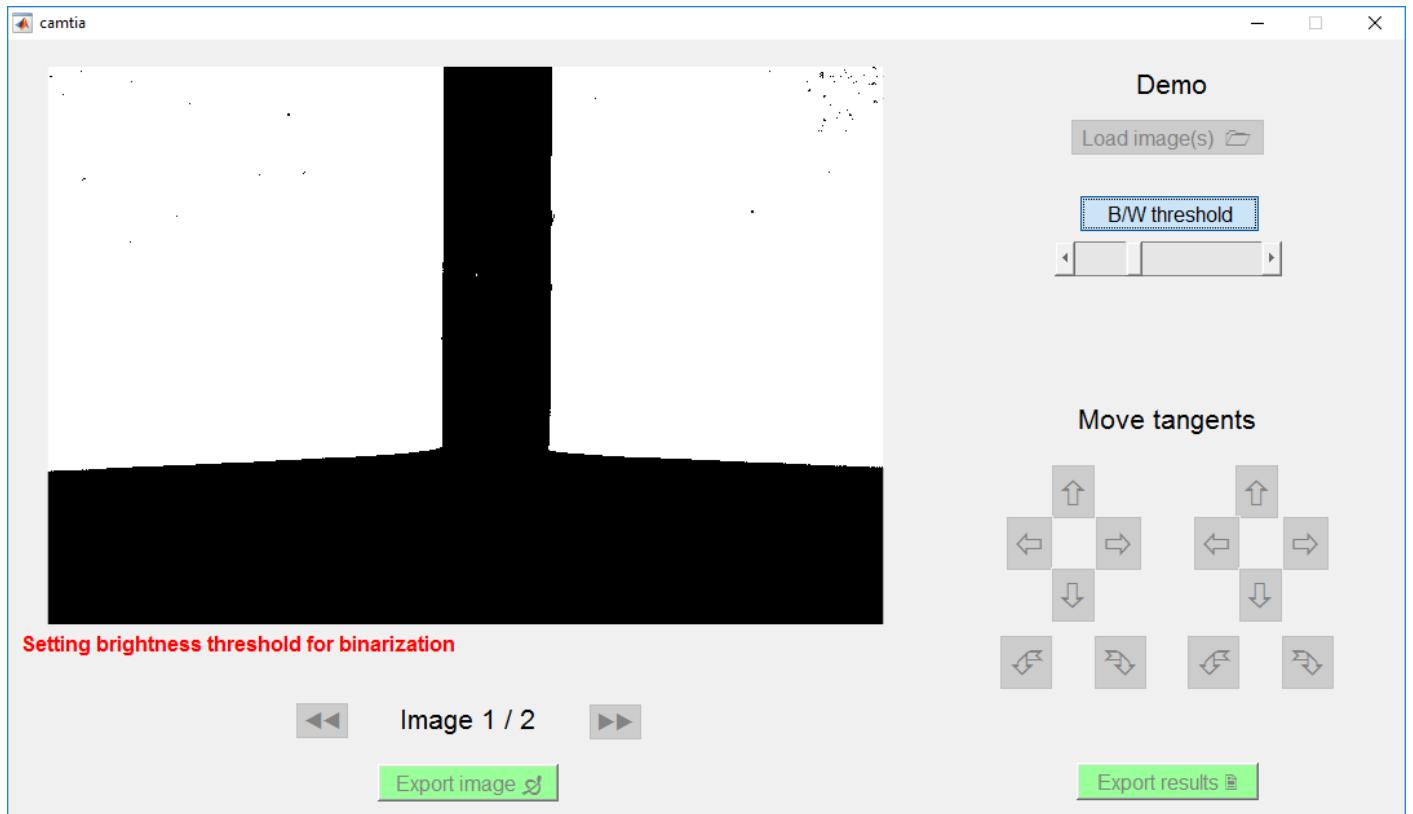 camtia
Demo
Load image(s)
B/W threshold
Move tangents
Setting brightness threshold for binarization
Image 1 / 2
Export image
Export results